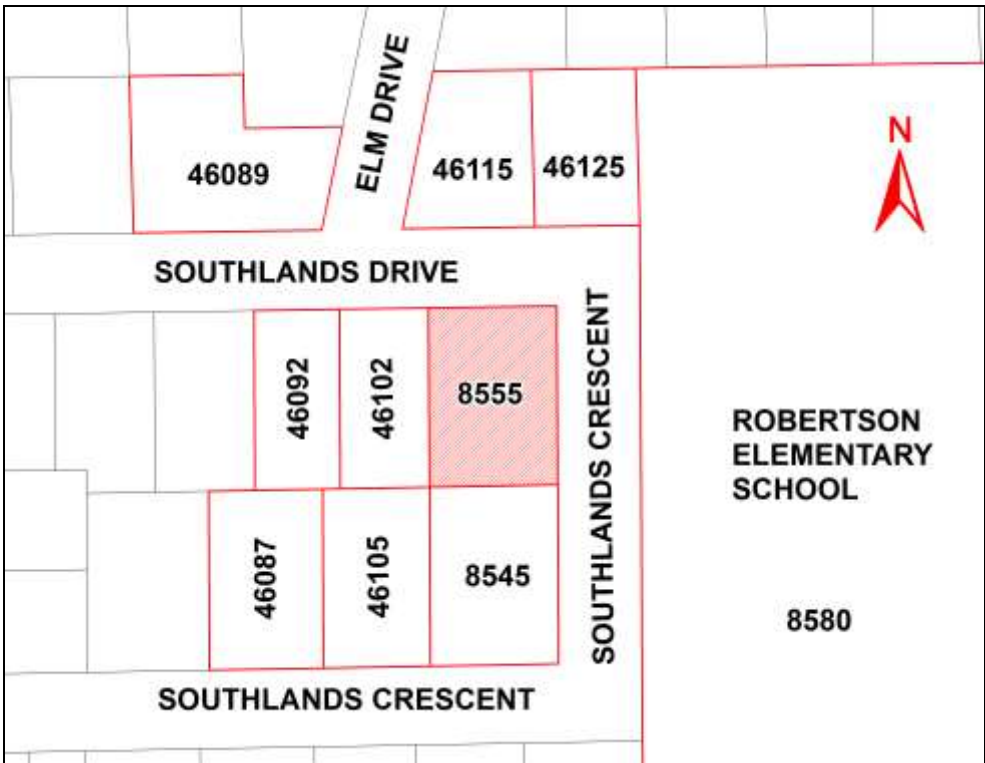 ELM DRIVE
N
46089
46115
46125
SOUTHLANDS DRIVE
46092
46102
8555
SOUTHLANDS CRESCENT
ROBERTSON
ELEMENTARY
SCHOOL
46087
46105
8545
8580
SOUTHLANDS CRESCENT